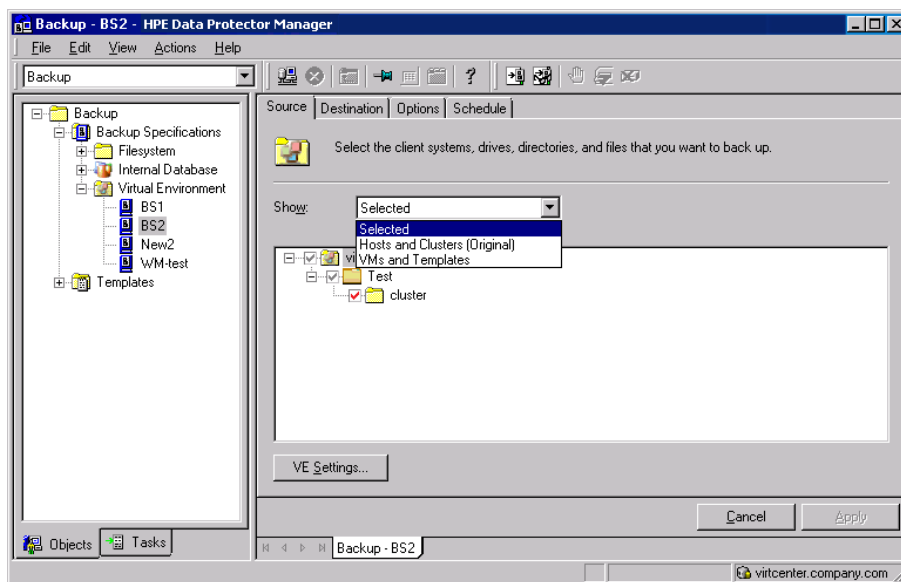 Backup - BS2 - HPE Data Protector Manager
File Edit View Actions Help
Backup
Backup
Backup Specifications
Filesystem
Internal Database
Virtual Environment
BS1
BS2
New2
WM-test
Templates
Objects Tasks
Source Destination Options Schedule
Select the client systems, drives, directories, and files that you want to back up.
Show: Selected
Selected
Hosts and Clusters (Original)
VMs and Templates
Test
cluster
VE Settings...
Cancel Apply
Backup - BS2
virtcenter.company.com